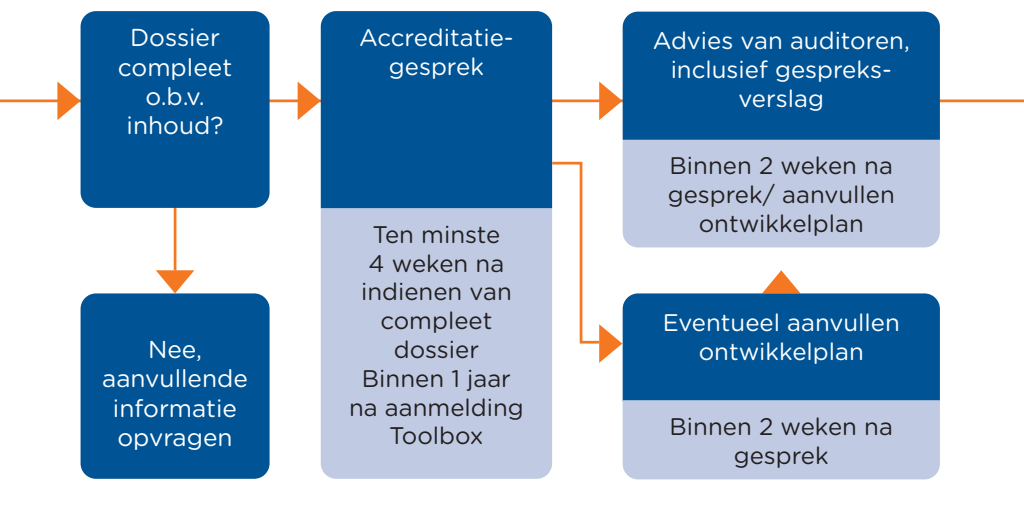 Dossier
compleet
o.b.v.
inhoud?
Nee,
aanvullende
informatie
opvragen
Accreditatie-
gesprek
Ten minste
4 weken na
indienen van
compleet
dossier
Binnen 1 jaar
na aanmelding
Toolbox
Advies van auditoren,
inclusief gespreks-
verslag
Binnen 2 weken na
gesprek/ aanvullen
ontwikkelplan
Eventueel aanvullen
ontwikkelplan
Binnen 2 weken na
gesprek